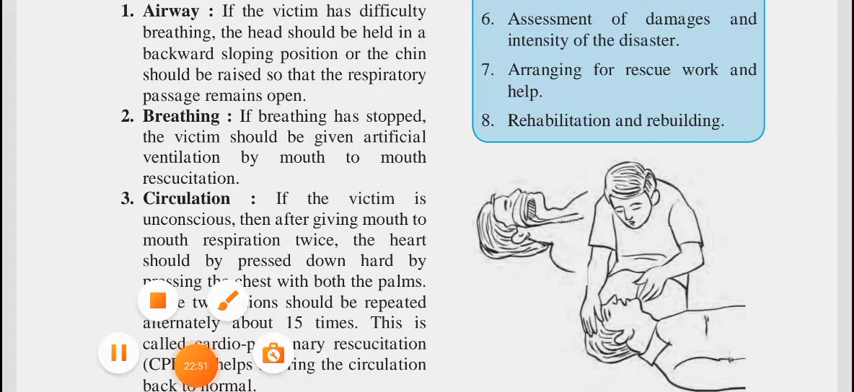 1. Airway : If the victim has difficulty
breathing, the head should be held in a
backward sloping position or the chin
should be raised so that the respiratory
passage remains open.
2. Breathing : If breathing has stopped,
the victim should be given artificial
ventilation by mouth to mouth
rescucitation.
3. Circulation : If the victim is
unconscious, then after giving mouth to
mouth respiration twice, the heart
should by pressed down hard by
the chest with both the palms.
should be repeated
alternately about 15 times. This is
called rescucitation
helps the circulation
back to normal.
22:51
6. Assessment of damages and
intensity of the disaster.
7. Arranging for rescue work and
help.
8. Rehabilitation and rebuilding.